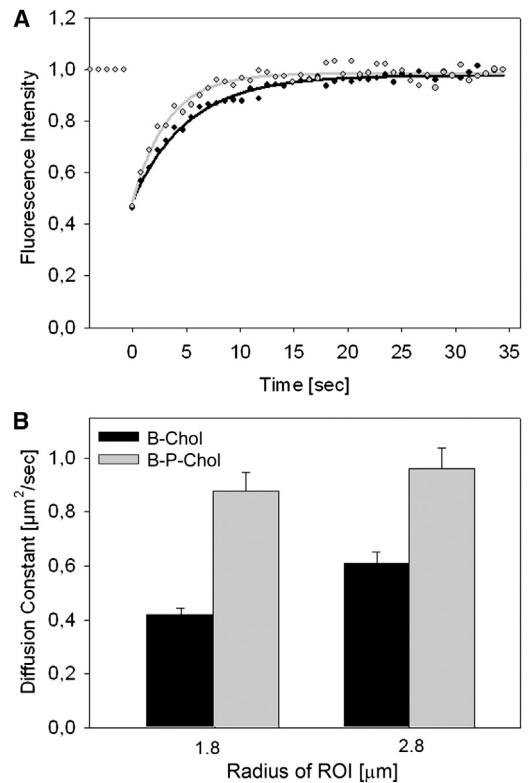 A
1,2
1,0
0,8
0,6
0,4
0,2
0,0
Fluorescence Intensity
0 5 10 15 20 25 30 35
Time [sec]
B
B-Chol
B-P-Chol
1,0
0,8
0,6
0,4
0,2
0,0
Diffusion Constant [µm²/sec]
1.8 2.8
Radius of ROI [µm]